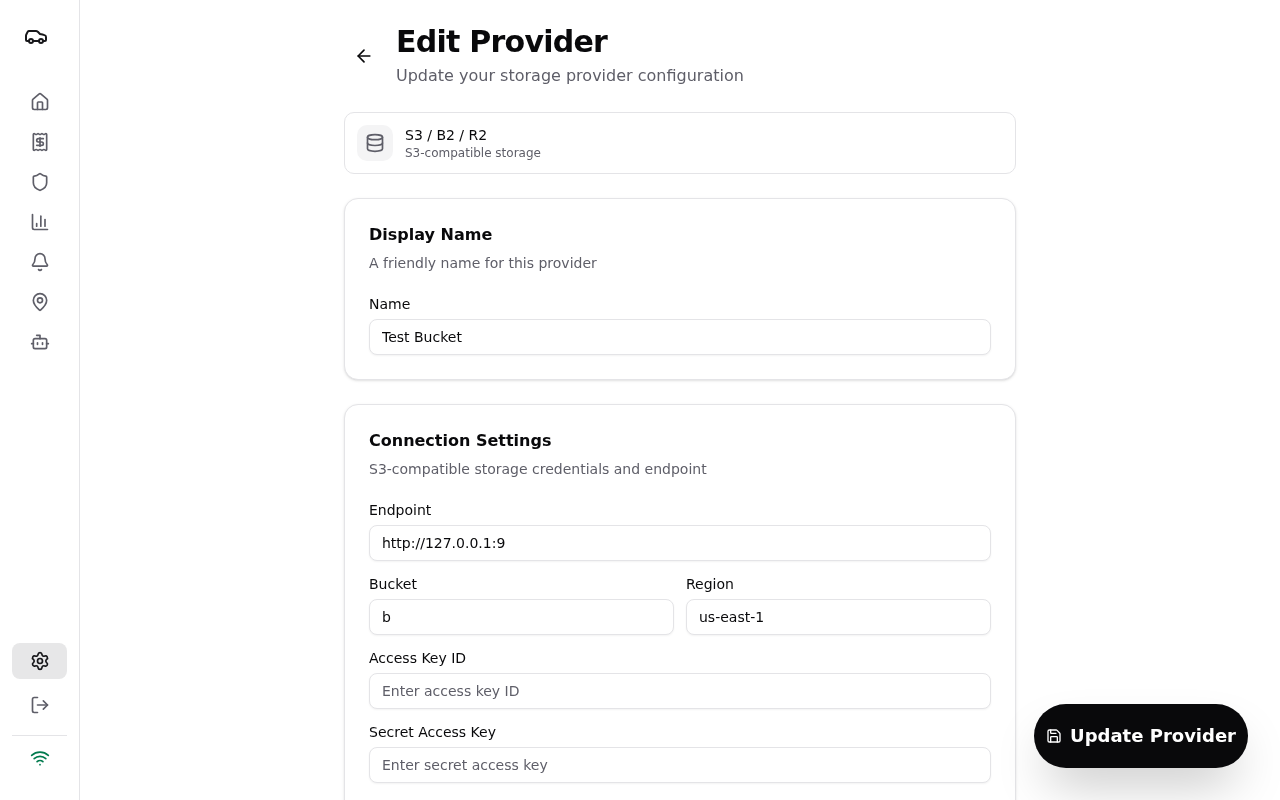 Edit Provider
Update your storage provider configuration
S3 / B2 / R2
S3-compatible storage
Display Name
A friendly name for this provider
Name
Test Bucket
Connection Settings
S3-compatible storage credentials and endpoint
Endpoint
http://127.0.0.1:9
Bucket Region
b us-east-1
Access Key ID
Enter access key ID
Secret Access Key
Enter secret access key
Update Provider